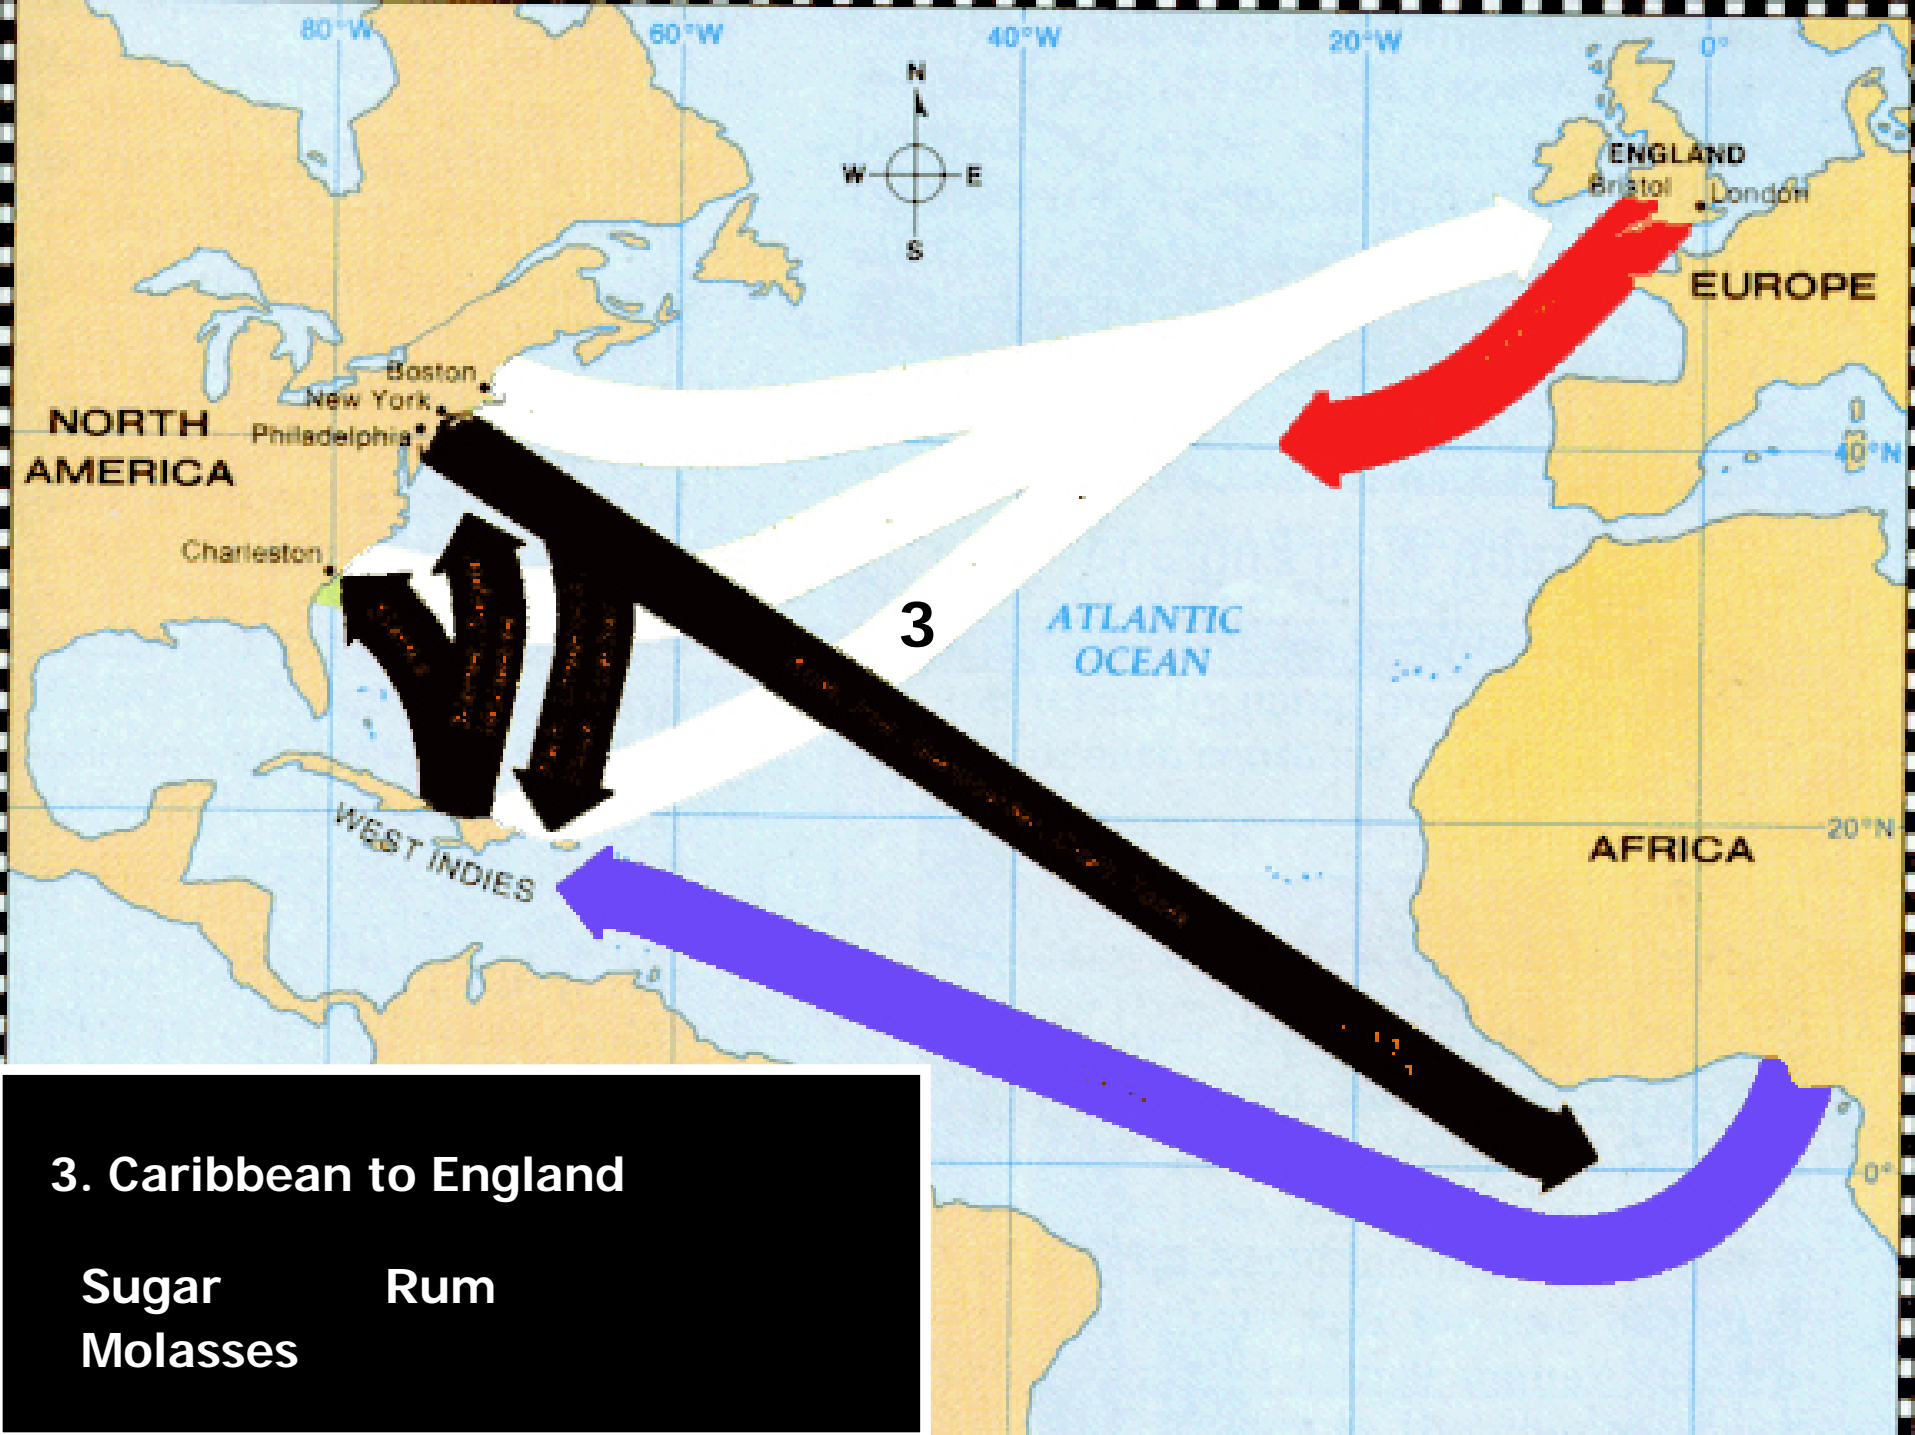 80°W
60°W
40°W
20°W
0°
N
W
E
S
ENGLAND
Bristol
London
EUROPE
Boston
New York
Philadelphia
NORTH
AMERICA
40°N
Charleston
3
ATLANTIC
OCEAN
WEST INDIES
20°N
AFRICA
0°
3. Caribbean to England
Sugar Rum
Molasses